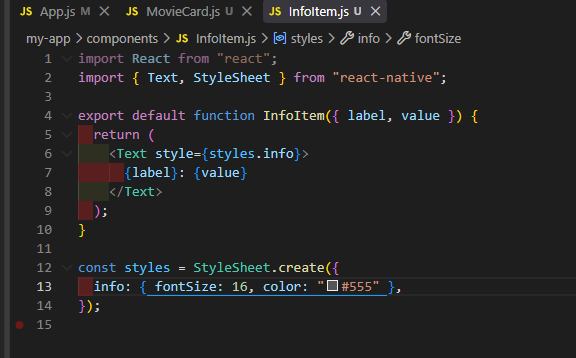 JS App.js M JS MovieCard.js U JS InfoItem.js U
my-app > components > JS InfoItem.js > styles > info > fontSize
1 import React from "react";
2 import { Text, StyleSheet } from "react-native";
3
4 export default function InfoItem({ label, value }) {
5 return (
6 <Text style={styles.info}>
7 {label}: {value}
8 </Text>
9 );
10 }
11
12 const styles = StyleSheet.create({
13 info: { fontSize: 16, color: "#555" },
14 });
15